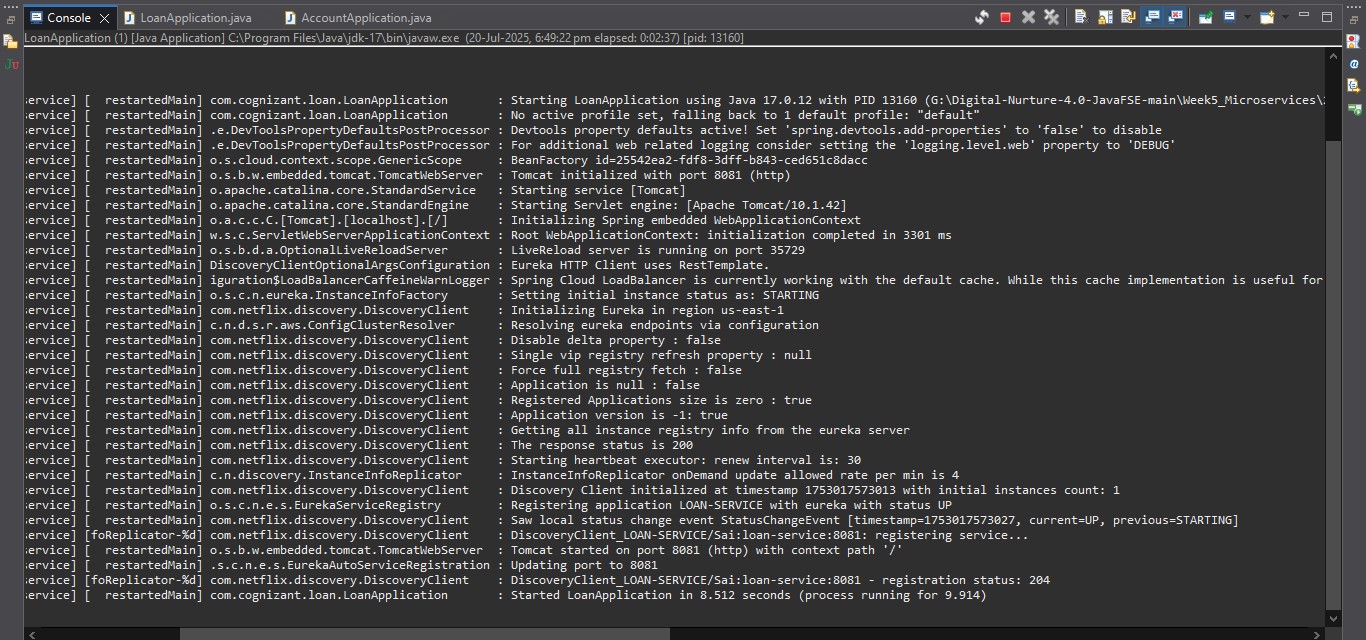 Console LoanApplication.java AccountApplication.java
LoanApplication (1) [Java Application] C:\Program Files\Java\jdk-17\bin\javaw.exe (20-Jul-2025, 6:49:22 pm elapsed: 0:02:37) [pid: 13160]
Ju
ervice] [ restartedMain] com.cognizant.loan.LoanApplication : Starting LoanApplication using Java 17.0.12 with PID 13160 (G:\Digital-Nurture-4.0-JavaFSE-main\Week5_Microservices\
ervice] [ restartedMain] com.cognizant.loan.LoanApplication : No active profile set, falling back to 1 default profile: "default"
ervice] [ restartedMain] .e.DevToolsPropertyDefaultsPostProcessor : Devtools property defaults active! Set 'spring.devtools.add-properties' to 'false' to disable
ervice] [ restartedMain] .e.DevToolsPropertyDefaultsPostProcessor : For additional web related logging consider setting the 'logging.level.web' property to 'DEBUG'
ervice] [ restartedMain] o.s.cloud.context.scope.GenericScope : BeanFactory id=25542ea2-fdf8-3dff-b843-ced651c8dacc
ervice] [ restartedMain] o.s.b.w.embedded.tomcat.TomcatWebServer : Tomcat initialized with port 8081 (http)
ervice] [ restartedMain] o.apache.catalina.core.StandardService : Starting service [Tomcat]
ervice] [ restartedMain] o.apache.catalina.core.StandardEngine : Starting Servlet engine: [Apache Tomcat/10.1.42]
ervice] [ restartedMain] o.a.c.c.C.[Tomcat].[localhost].[/] : Initializing Spring embedded WebApplicationContext
ervice] [ restartedMain] w.s.c.ServletWebServerApplicationContext : Root WebApplicationContext: initialization completed in 3301 ms
ervice] [ restartedMain] o.s.b.d.a.OptionalLiveReloadServer : LiveReload server is running on port 35729
ervice] [ restartedMain] DiscoveryClientOptionalArgsConfiguration : Eureka HTTP Client uses RestTemplate.
ervice] [ restartedMain] iguration$LoadBalancerCaffeineWarnLogger : Spring Cloud LoadBalancer is currently working with the default cache. While this cache implementation is useful for
ervice] [ restartedMain] o.s.c.n.eureka.InstanceInfoFactory : Setting initial instance status as: STARTING
ervice] [ restartedMain] com.netflix.discovery.DiscoveryClient : Initializing Eureka in region us-east-1
ervice] [ restartedMain] c.n.d.s.r.aws.ConfigClusterResolver : Resolving eureka endpoints via configuration
ervice] [ restartedMain] com.netflix.discovery.DiscoveryClient : Disable delta property : false
ervice] [ restartedMain] com.netflix.discovery.DiscoveryClient : Single vip registry refresh property : null
ervice] [ restartedMain] com.netflix.discovery.DiscoveryClient : Force full registry fetch : false
ervice] [ restartedMain] com.netflix.discovery.DiscoveryClient : Application is null : false
ervice] [ restartedMain] com.netflix.discovery.DiscoveryClient : Registered Applications size is zero : true
ervice] [ restartedMain] com.netflix.discovery.DiscoveryClient : Application version is -1: true
ervice] [ restartedMain] com.netflix.discovery.DiscoveryClient : Getting all instance registry info from the eureka server
ervice] [ restartedMain] com.netflix.discovery.DiscoveryClient : The response status is 200
ervice] [ restartedMain] com.netflix.discovery.DiscoveryClient : Starting heartbeat executor: renew interval is: 30
ervice] [ restartedMain] c.n.discovery.InstanceInfoReplicator : InstanceInfoReplicator onDemand update allowed rate per min is 4
ervice] [ restartedMain] com.netflix.discovery.DiscoveryClient : Discovery Client initialized at timestamp 1753017573013 with initial instances count: 1
ervice] [ restartedMain] o.s.c.n.e.s.EurekaServiceRegistry : Registering application LOAN-SERVICE with eureka with status UP
ervice] [ restartedMain] com.netflix.discovery.DiscoveryClient : Saw local status change event StatusChangeEvent [timestamp=1753017573027, current=UP, previous=STARTING]
ervice] [foReplicator-%d] com.netflix.discovery.DiscoveryClient : DiscoveryClient_LOAN-SERVICE/Sai:loan-service:8081: registering service...
ervice] [ restartedMain] o.s.b.w.embedded.tomcat.TomcatWebServer : Tomcat started on port 8081 (http) with context path '/'
ervice] [ restartedMain] .s.c.n.e.s.EurekaAutoServiceRegistration : Updating port to 8081
ervice] [foReplicator-%d] com.netflix.discovery.DiscoveryClient : DiscoveryClient_LOAN-SERVICE/Sai:loan-service:8081 - registration status: 204
ervice] [ restartedMain] com.cognizant.loan.LoanApplication : Started LoanApplication in 8.512 seconds (process running for 9.914)